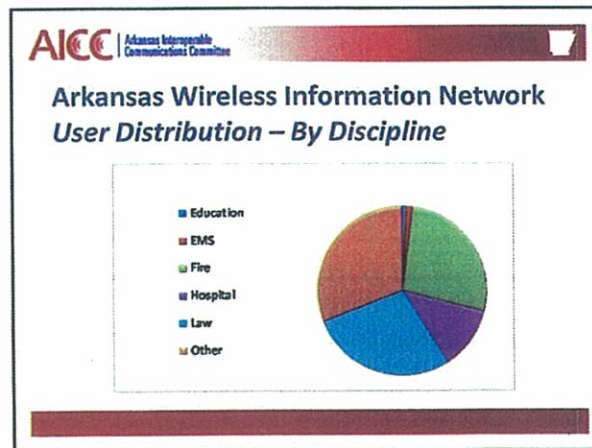 AICC
Arkansas Interoperable
Communications Committee
Arkansas Wireless Information Network
User Distribution – By Discipline
Education
EMS
Fire
Hospital
Law
Other